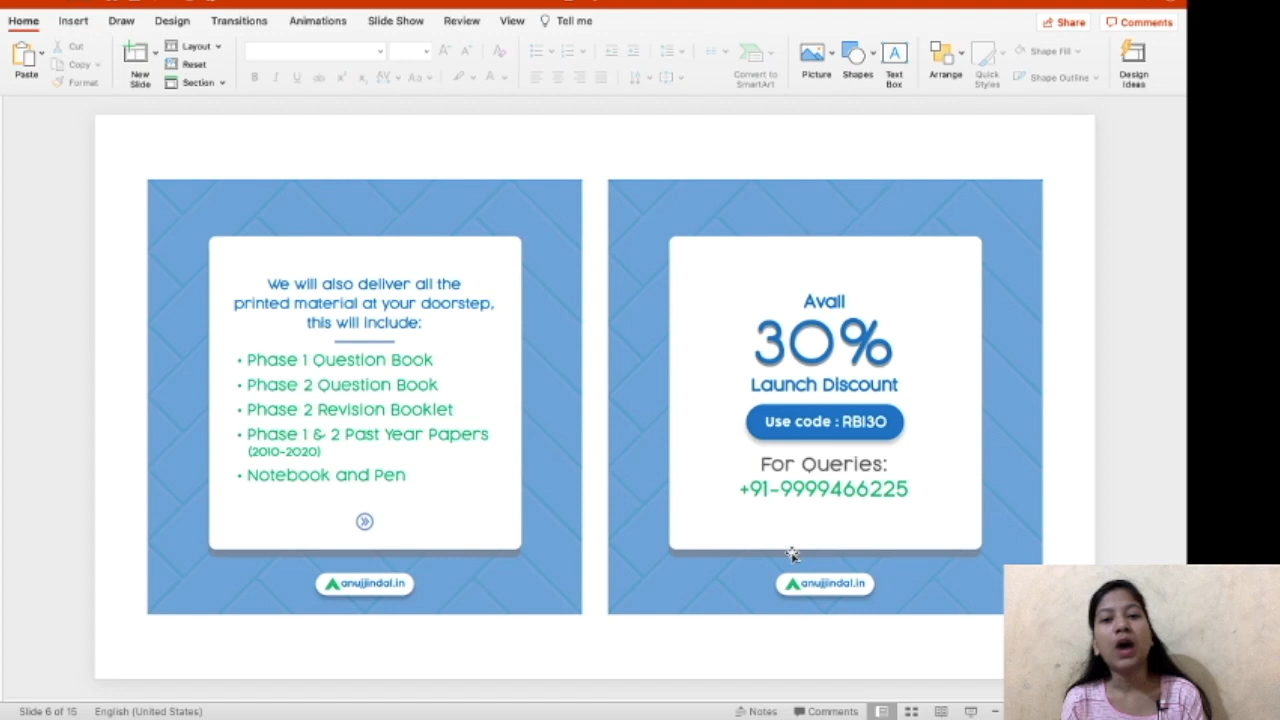 Home Insert Draw Design Transitions Animations Slide Show Review View Tell me Share Comments
Paste Cut Copy Format
New Slide Layout Reset Section
Convert to SmartArt
Picture Shapes Text Box Arrange Quick Styles Shape Fill Shape Outline Design Ideas
We will also deliver all the
printed material at your doorstep,
this will include:
• Phase 1 Question Book
• Phase 2 Question Book
• Phase 2 Revision Booklet
• Phase 1 & 2 Past Year Papers
(2010-2020)
• Notebook and Pen
anujjindal.in
Avail
30%
Launch Discount
Use code : RBI30
For Queries:
+91-9999466225
anujjindal.in
Slide 6 of 15 English (United States) Notes Comments